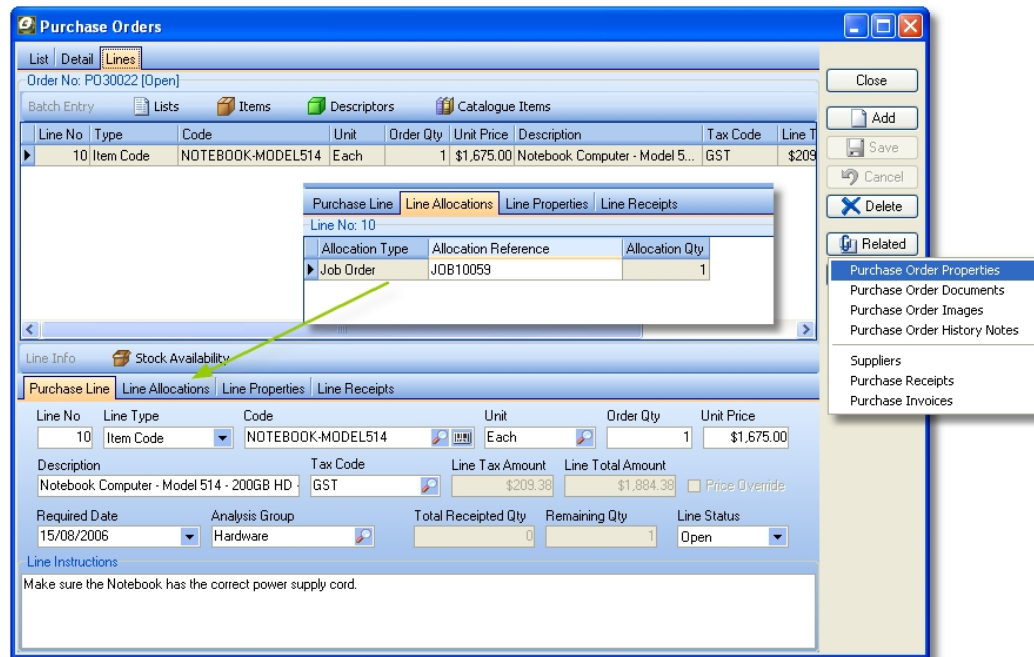 Purchase Orders
List Detail Lines
Order No: PO30022 [Open]
Batch Entry Lists Items Descriptors Catalogue Items
Line No Type Code Unit Order Qty Unit Price Description Tax Code Line T
10 Item Code NOTEBOOK-MODEL514 Each 1 $1,675.00 Notebook Computer - Model 5... GST $209
Purchase Line Line Allocations Line Properties Line Receipts
Line No: 10
Allocation Type Allocation Reference Allocation Qty
Job Order JOB10059 1
Line Info Stock Availability
Purchase Line Line Allocations Line Properties Line Receipts
Line No Line Type Code Unit Order Qty Unit Price
10 Item Code NOTEBOOK-MODEL514 Each 1 $1,675.00
Description Tax Code Line Tax Amount Line Total Amount
Notebook Computer - Model 514 - 200GB HD - GST $209.38 $1,884.38 Price Override
Required Date Analysis Group Total Receipted Qty Remaining Qty Line Status
15/08/2006 Hardware 0 1 Open
Line Instructions
Make sure the Notebook has the correct power supply cord.
Close
Add
Save
Cancel
Delete
Related
Purchase Order Properties
Purchase Order Documents
Purchase Order Images
Purchase Order History Notes
Suppliers
Purchase Receipts
Purchase Invoices